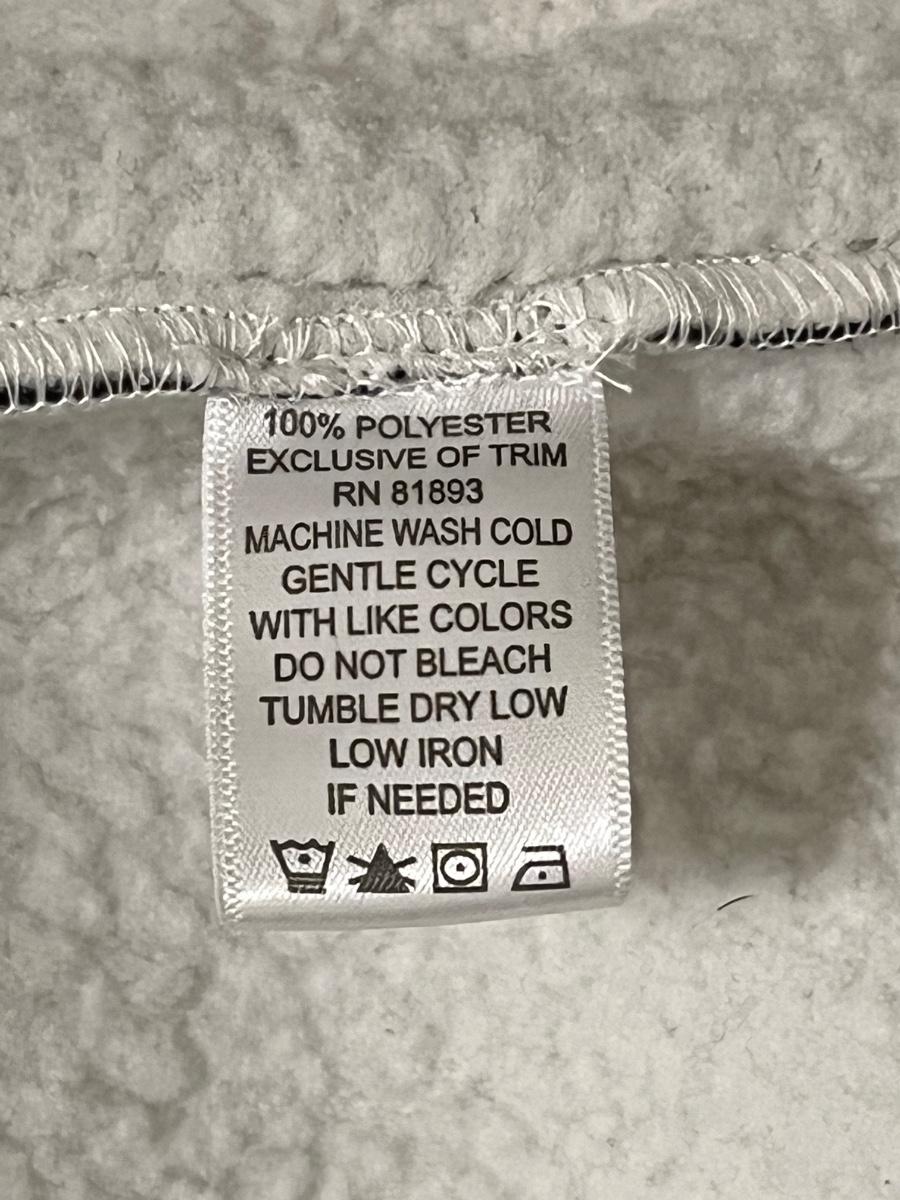 100% POLYESTER
EXCLUSIVE OF TRIM
RN 81893
MACHINE WASH COLD
GENTLE CYCLE
WITH LIKE COLORS
DO NOT BLEACH
TUMBLE DRY LOW
LOW IRON
IF NEEDED